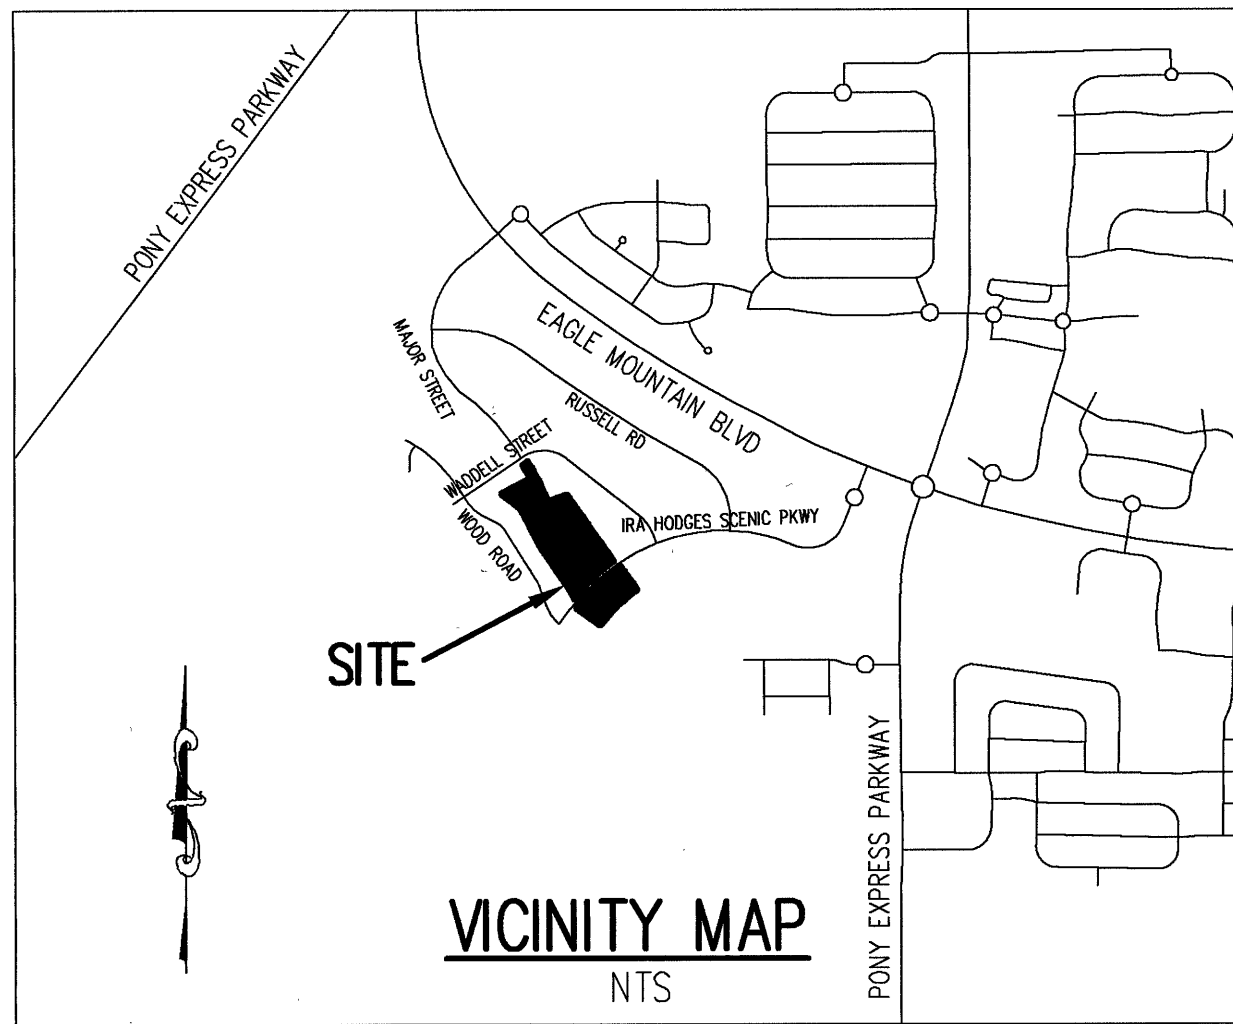 PONY EXPRESS PARKWAY
EAGLE MOUNTAIN BLVD
MAJOR STREET
RUSSELL RD
WADDELL STREET
WOOD ROAD
IRA HODGES SCENIC PKWY
SITE
PONY EXPRESS PARKWAY
VICINITY MAP
NTS